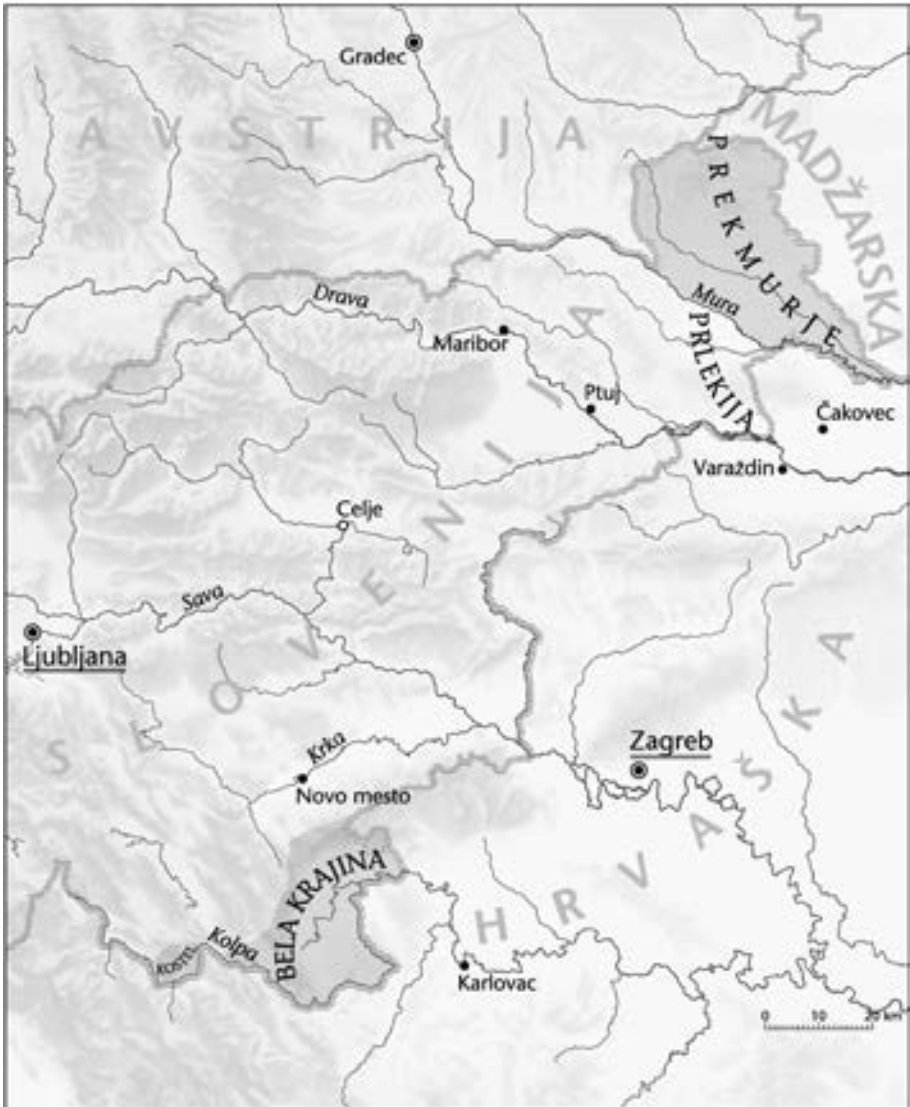 Gradec
AVSTRIJA
MADŽARSKA
PREKMURJE
Drava
Mura
Maribor
PRLEKIJA
Ptuj
Čakovec
Varaždin
Celje
SLOVENIJA
Sava
Ljubljana
Krka
Zagreb
Novo mesto
HRVAŠKA
BELA KRAJINA
Kolpa
KOSTEL
Karlovac
0 10 20 km